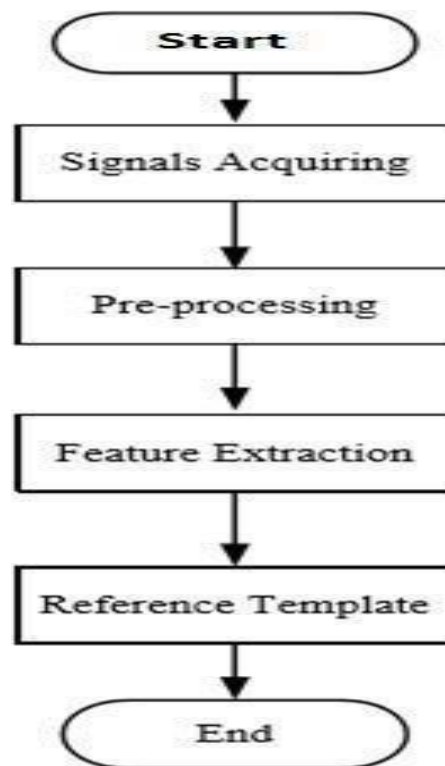 Start
Signals Acquiring
Pre-processing
Feature Extraction
Reference Template
End